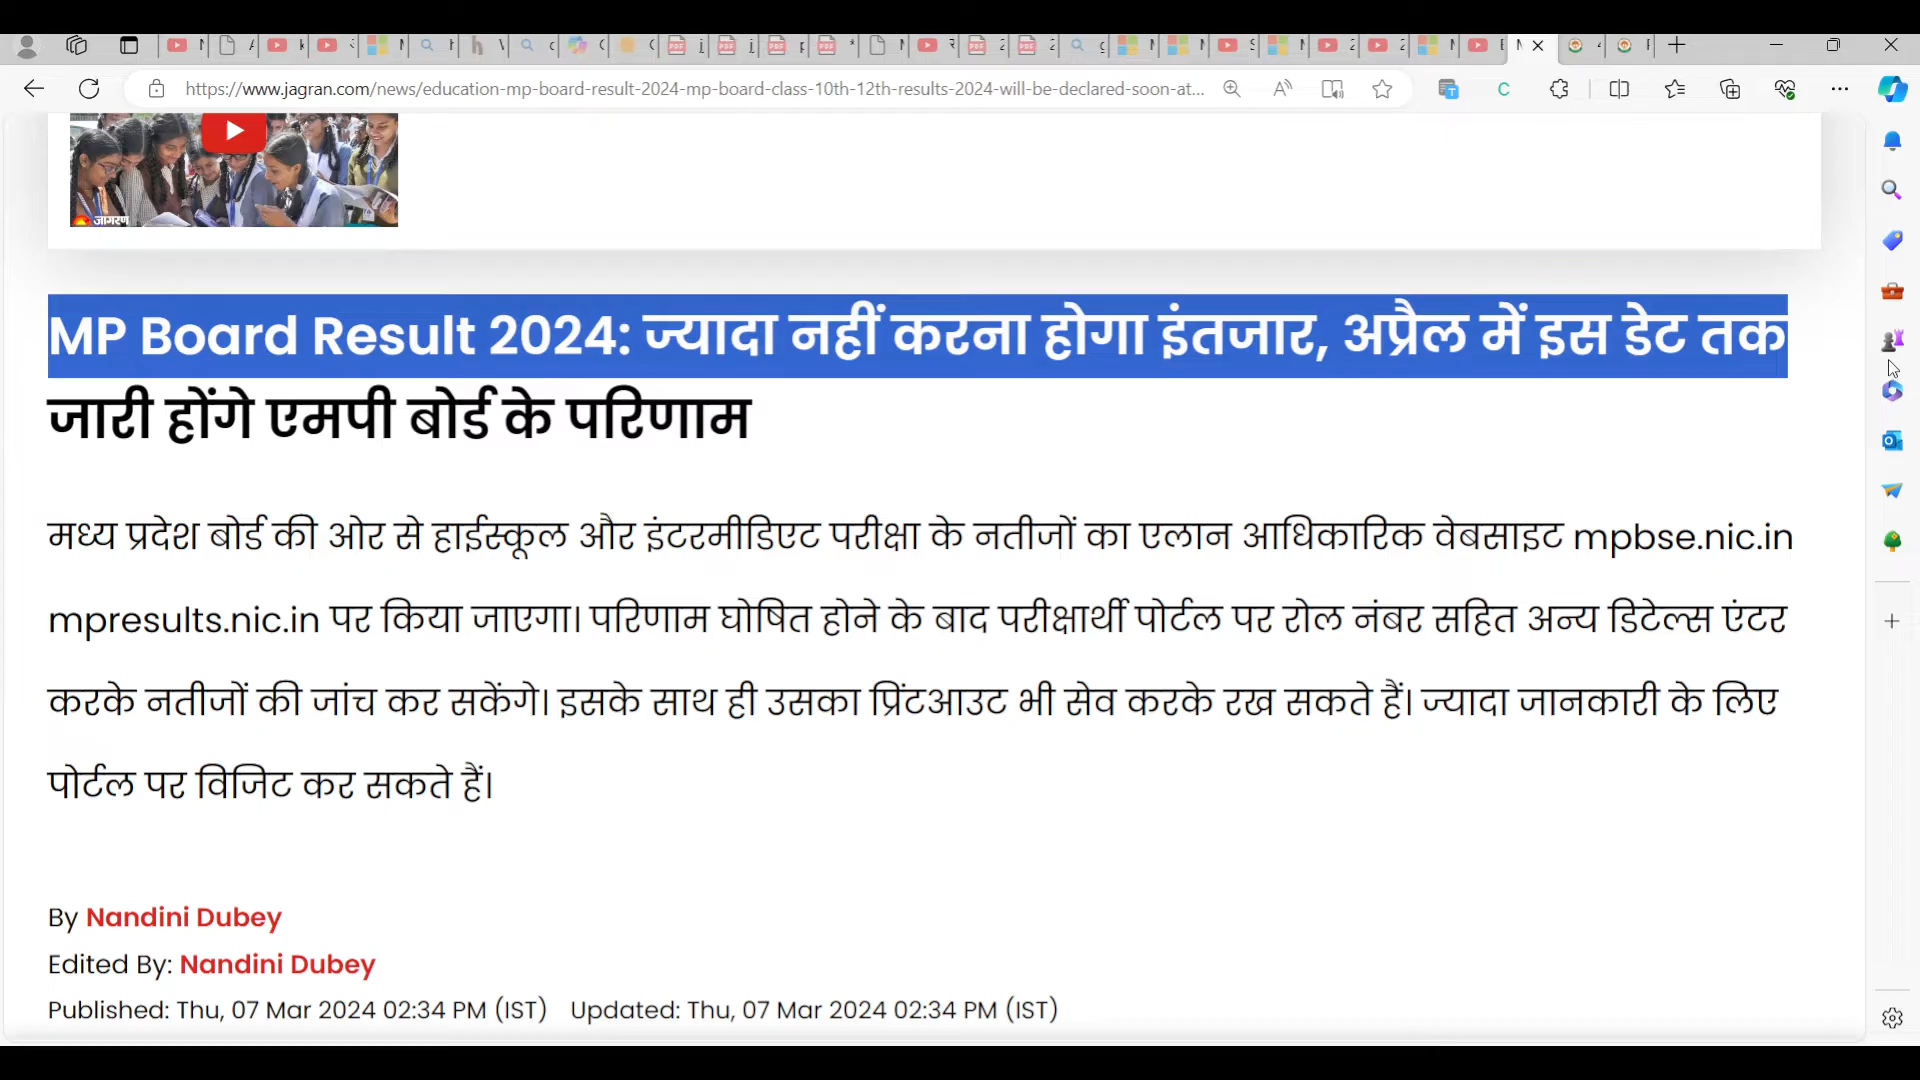 https://www.jagran.com/news/education-mp-board-result-2024-mp-board-class-10th-12th-results-2024-will-be-declared-soon-at...
जागरण
MP Board Result 2024: ज्यादा नहीं करना होगा इंतजार, अप्रैल में इस डेट तक
जारी होंगे एमपी बोर्ड के परिणाम
मध्य प्रदेश बोर्ड की ओर से हाईस्कूल और इंटरमीडिएट परीक्षा के नतीजों का एलान आधिकारिक वेबसाइट mpbse.nic.in
mpresults.nic.in पर किया जाएगा। परिणाम घोषित होने के बाद परीक्षार्थी पोर्टल पर रोल नंबर सहित अन्य डिटेल्स एंटर
करके नतीजों की जांच कर सकेंगे। इसके साथ ही उसका प्रिंटआउट भी सेव करके रख सकते हैं। ज्यादा जानकारी के लिए
पोर्टल पर विजिट कर सकते हैं।
By Nandini Dubey
Edited By: Nandini Dubey
Published: Thu, 07 Mar 2024 02:34 PM (IST) Updated: Thu, 07 Mar 2024 02:34 PM (IST)